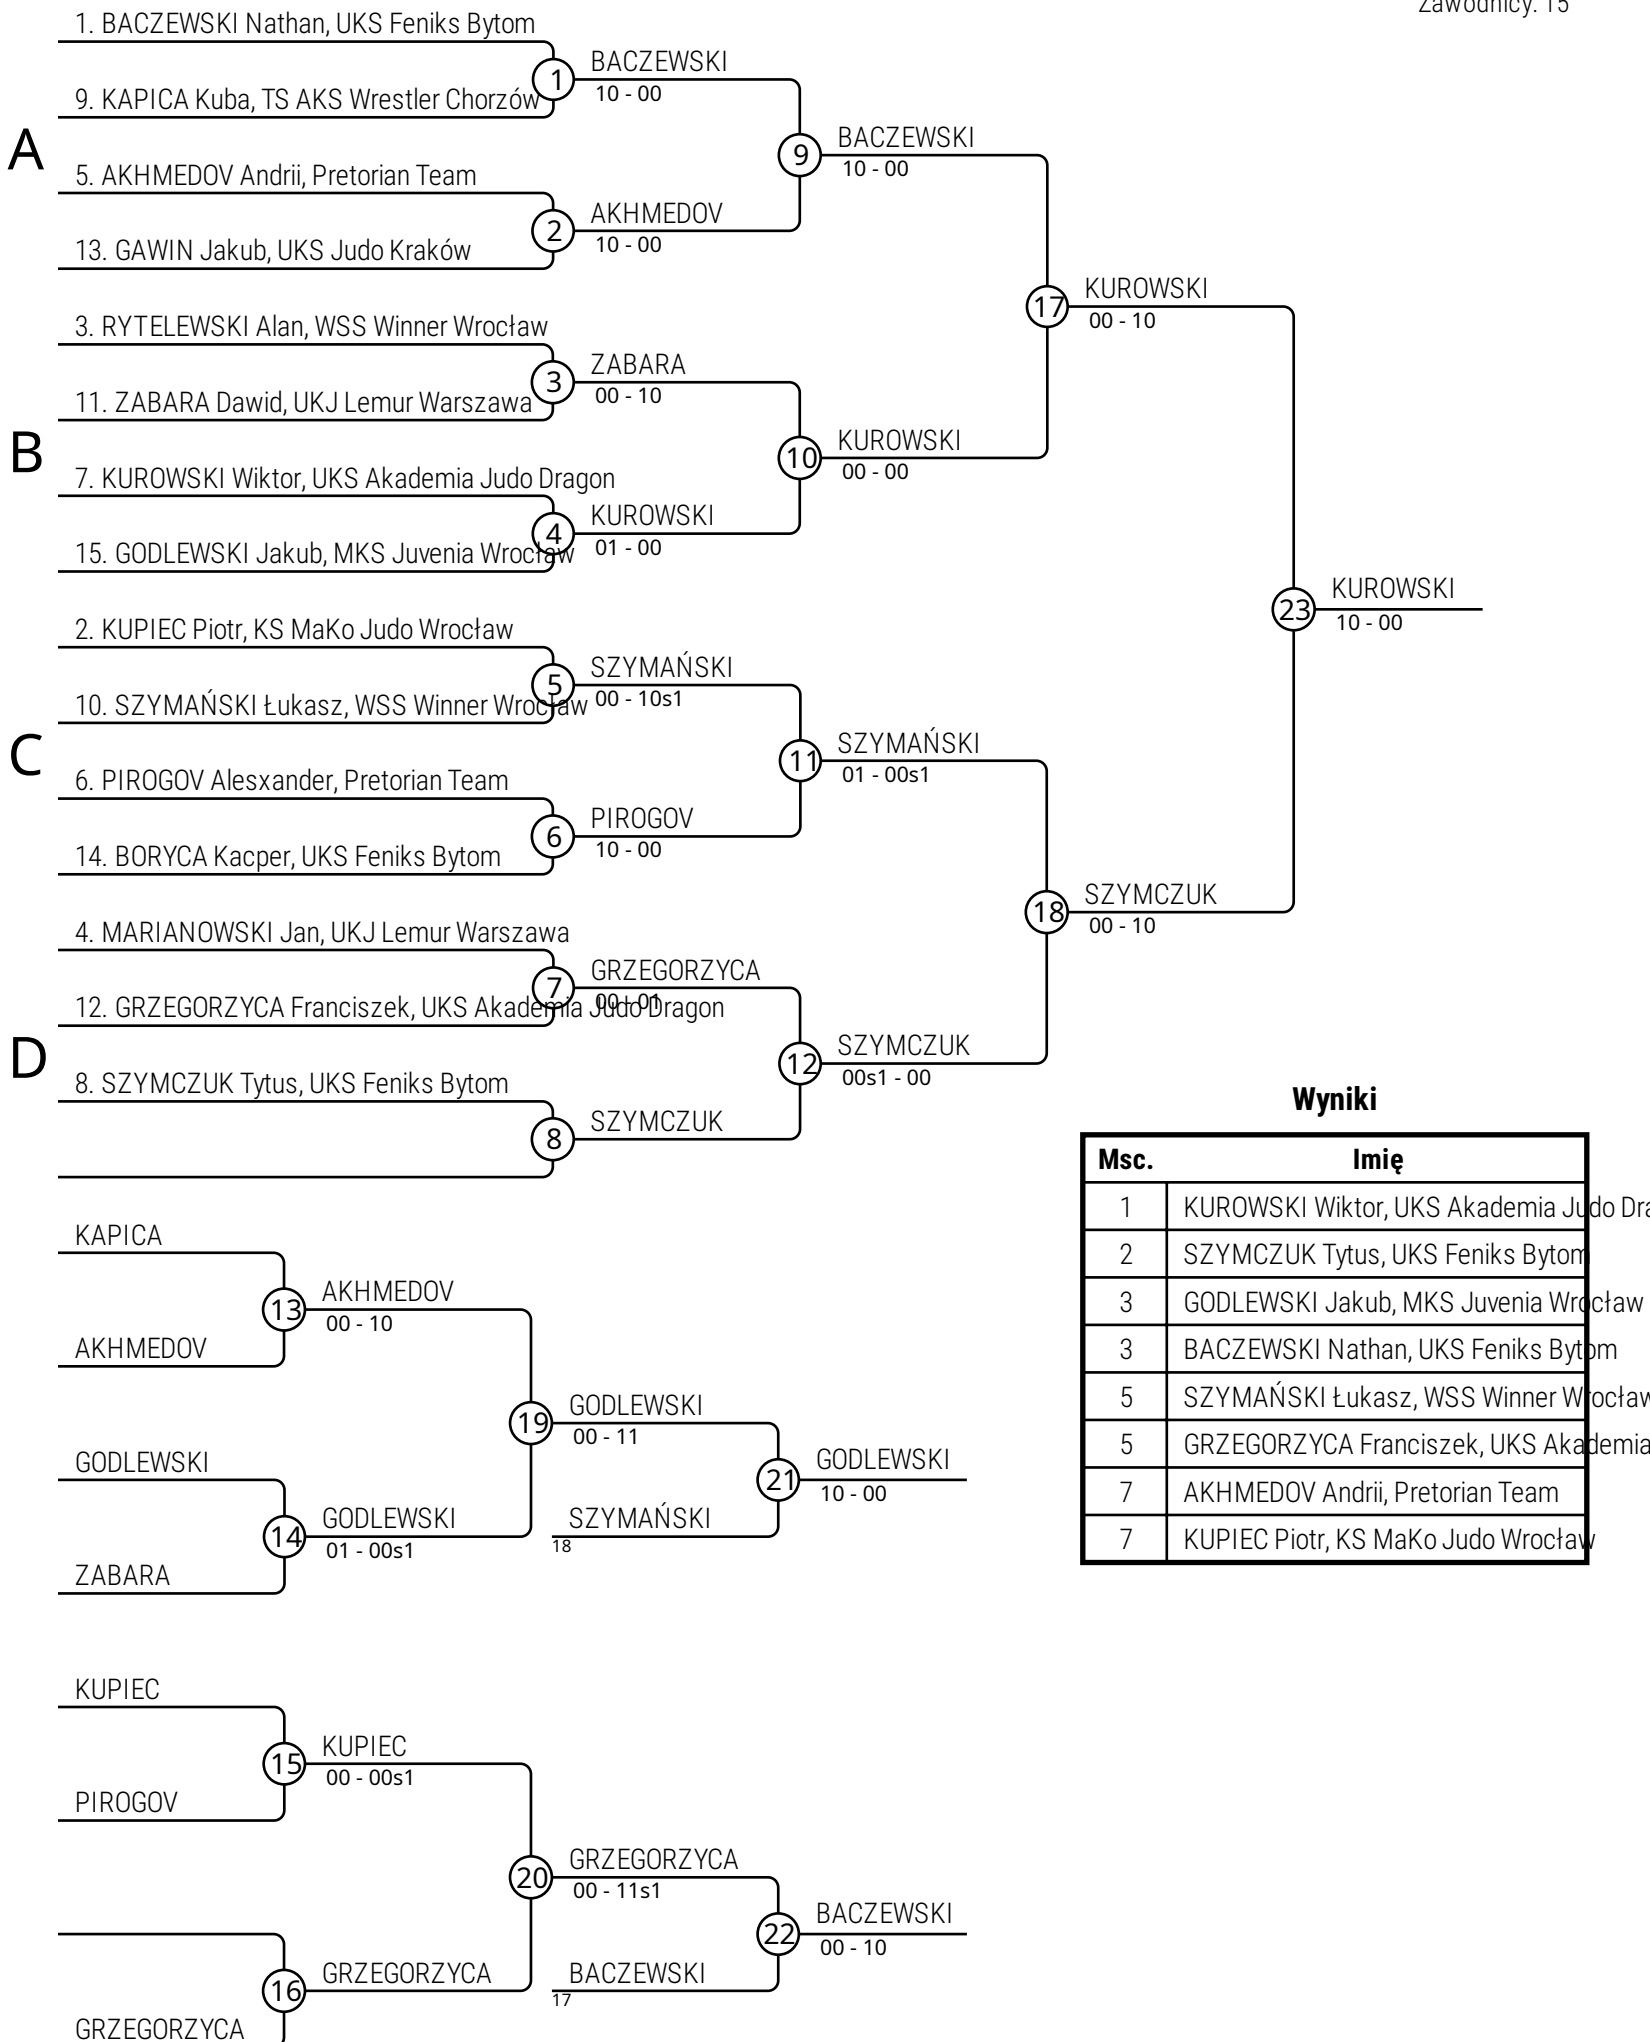 Zawodnicy: 15
1. BACZEWSKI Nathan, UKS Feniks Bytom
1
BACZEWSKI
10 - 00
9. KAPICA Kuba, TS AKS Wrestler Chorzów
A
9
BACZEWSKI
10 - 00
5. AKHMEDOV Andrii, Pretorian Team
2
AKHMEDOV
10 - 00
13. GAWIN Jakub, UKS Judo Kraków
17
KUROWSKI
00 - 10
3. RYTELEWSKI Alan, WSS Winner Wrocław
3
ZABARA
00 - 10
11. ZABARA Dawid, UKJ Lemur Warszawa
B
10
KUROWSKI
00 - 00
7. KUROWSKI Wiktor, UKS Akademia Judo Dragon
4
KUROWSKI
01 - 00
15. GODLEWSKI Jakub, MKS Juvenia Wrocław
23
KUROWSKI
10 - 00
2. KUPIEC Piotr, KS MaKo Judo Wrocław
5
SZYMAŃSKI
00 - 10s1
10. SZYMAŃSKI Łukasz, WSS Winner Wrocław
C
11
SZYMAŃSKI
01 - 00s1
6. PIROGOV Alesxander, Pretorian Team
6
PIROGOV
10 - 00
14. BORYCA Kacper, UKS Feniks Bytom
18
SZYMCZUK
00 - 10
4. MARIANOWSKI Jan, UKJ Lemur Warszawa
7
GRZEGORZYCA
00 - 01
12. GRZEGORZYCA Franciszek, UKS Akademia Judo Dragon
D
12
SZYMCZUK
00s1 - 00
8. SZYMCZUK Tytus, UKS Feniks Bytom
8
SZYMCZUK
Wyniki
Msc. Imię
1 KUROWSKI Wiktor, UKS Akademia Judo Dra
2 SZYMCZUK Tytus, UKS Feniks Bytom
3 GODLEWSKI Jakub, MKS Juvenia Wrocław
3 BACZEWSKI Nathan, UKS Feniks Bytom
5 SZYMAŃSKI Łukasz, WSS Winner Wrocław
5 GRZEGORZYCA Franciszek, UKS Akademia
7 AKHMEDOV Andrii, Pretorian Team
7 KUPIEC Piotr, KS MaKo Judo Wrocław
KAPICA
13
AKHMEDOV
00 - 10
AKHMEDOV
19
GODLEWSKI
00 - 11
GODLEWSKI
14
GODLEWSKI
01 - 00s1
ZABARA
21
GODLEWSKI
10 - 00
SZYMAŃSKI
18
KUPIEC
15
KUPIEC
00 - 00s1
PIROGOV
20
GRZEGORZYCA
00 - 11s1
22
BACZEWSKI
00 - 10
16
GRZEGORZYCA
BACZEWSKI
17
GRZEGORZYCA